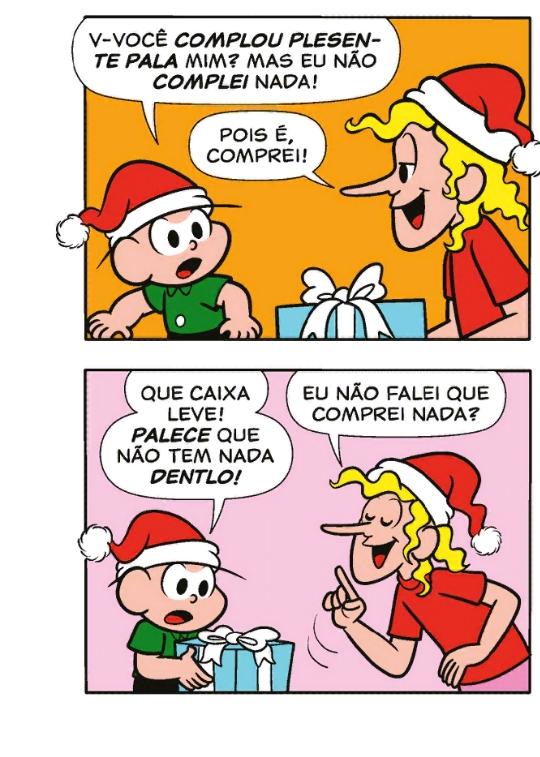 V-VOCÊ COMPLOU PLESEN-
TE PALA MIM? MAS EU NÃO
COMPLEI NADA!
POIS É,
COMPREI!
QUE CAIXA
LEVE!
PALECE QUE
NÃO TEM NADA
DENTLO!
EU NÃO FALEI QUE
COMPREI NADA?